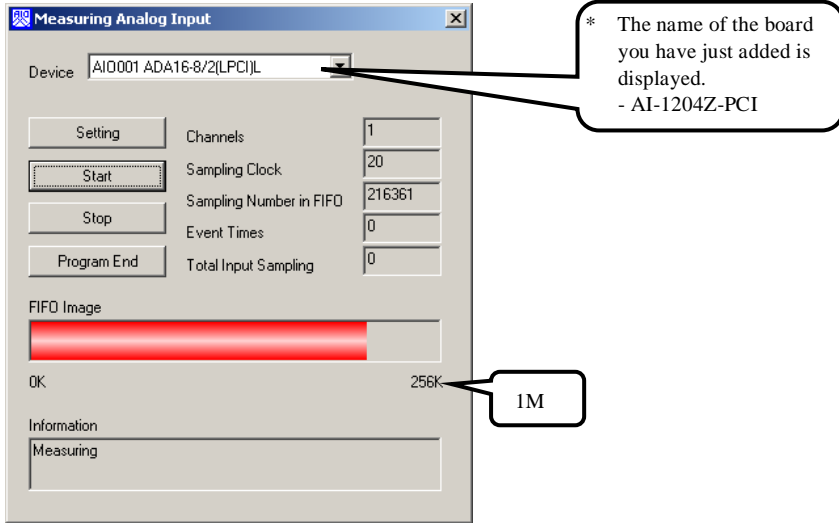 Measuring Analog Input
Device AIO001 ADA16-8/2(LPCI)L
* The name of the board
you have just added is
displayed.
- AI-1204Z-PCI
Setting
Start
Stop
Program End
Channels 1
Sampling Clock 20
Sampling Number in FIFO 216361
Event Times 0
Total Input Sampling 0
FIFO Image
0K 256K
1M
Information
Measuring